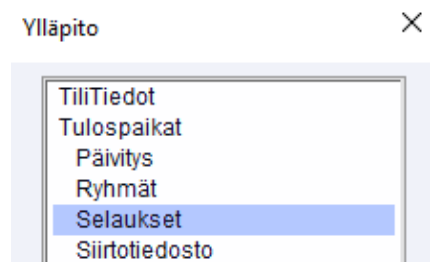 Ylläpito
TiliTiedot
Tulospaikat
Päivitys
Ryhmät
Selaukset
Siirtotiedosto